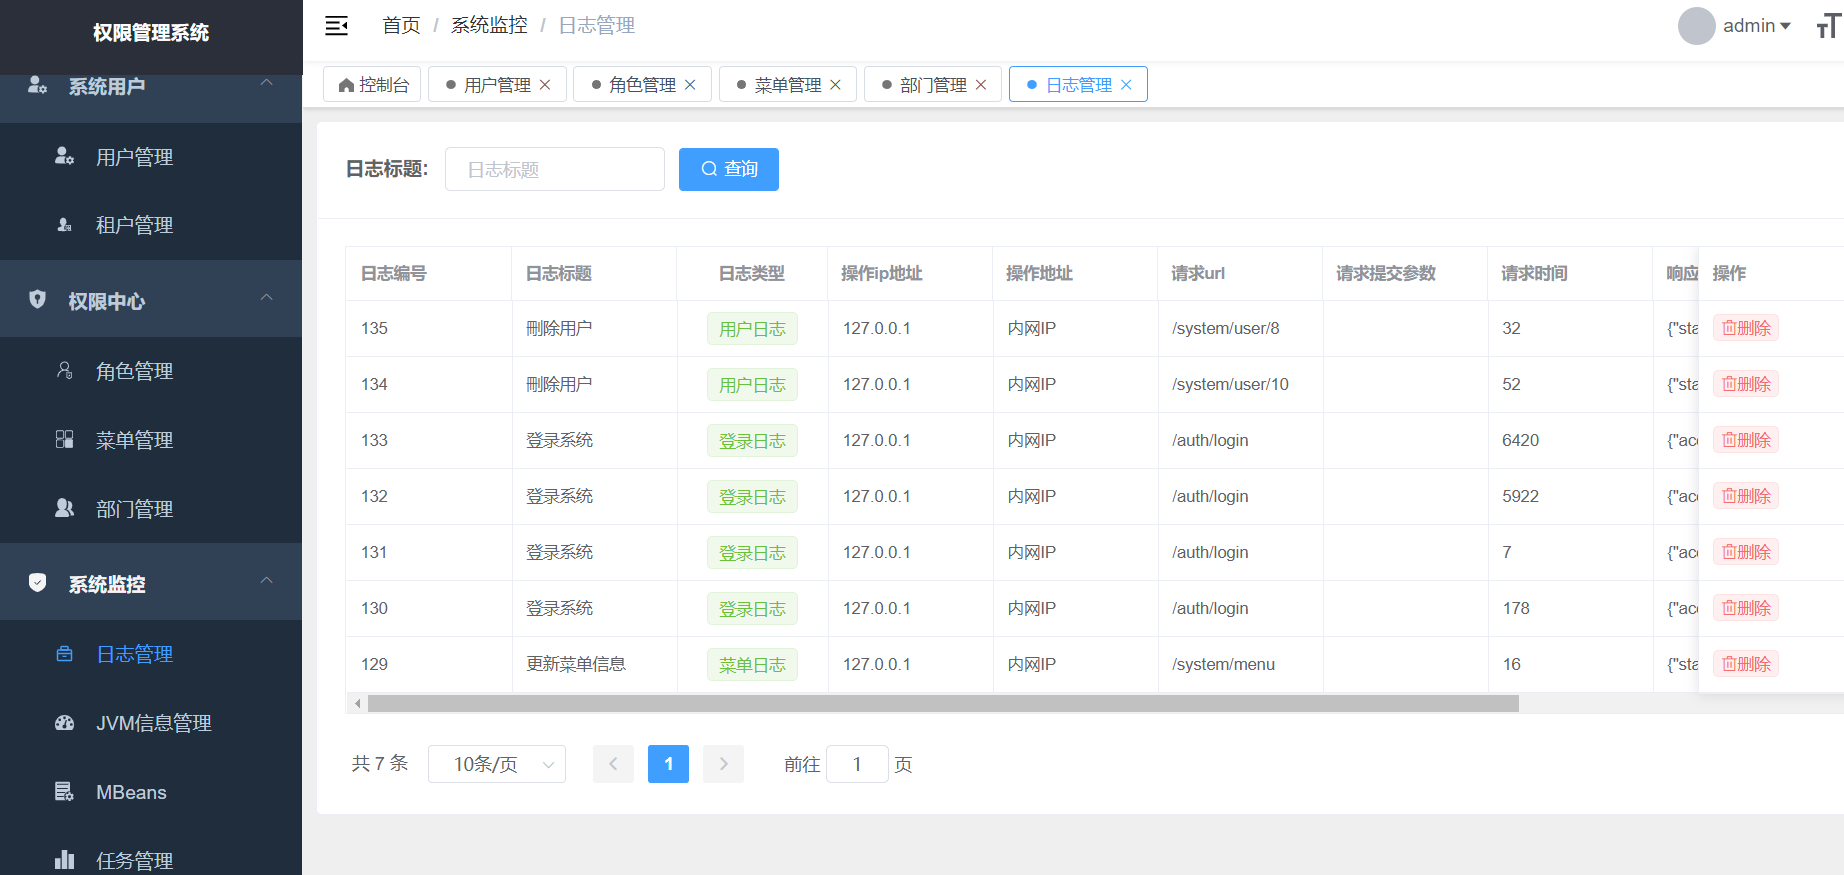 权限管理系统
首页 / 系统监控 / 日志管理
admin
系统用户
用户管理
租户管理
权限中心
角色管理
菜单管理
部门管理
系统监控
日志管理
JVM信息管理
MBeans
任务管理
控制台 用户管理 角色管理 菜单管理 部门管理 日志管理
日志标题: 日志标题 查询
日志编号 日志标题 日志类型 操作ip地址 操作地址 请求url 请求提交参数 请求时间 响应 操作
135 刪除用户 用户日志 127.0.0.1 内网IP /system/user/8 32 {"sta 删除
134 刪除用户 用户日志 127.0.0.1 内网IP /system/user/10 52 {"sta 删除
133 登录系统 登录日志 127.0.0.1 内网IP /auth/login 6420 {"acc 删除
132 登录系统 登录日志 127.0.0.1 内网IP /auth/login 5922 {"acc 删除
131 登录系统 登录日志 127.0.0.1 内网IP /auth/login 7 {"acc 删除
130 登录系统 登录日志 127.0.0.1 内网IP /auth/login 178 {"acc 删除
129 更新菜单信息 菜单日志 127.0.0.1 内网IP /system/menu 16 {"sta 删除
共 7 条 10条/页 1 前往 1 页